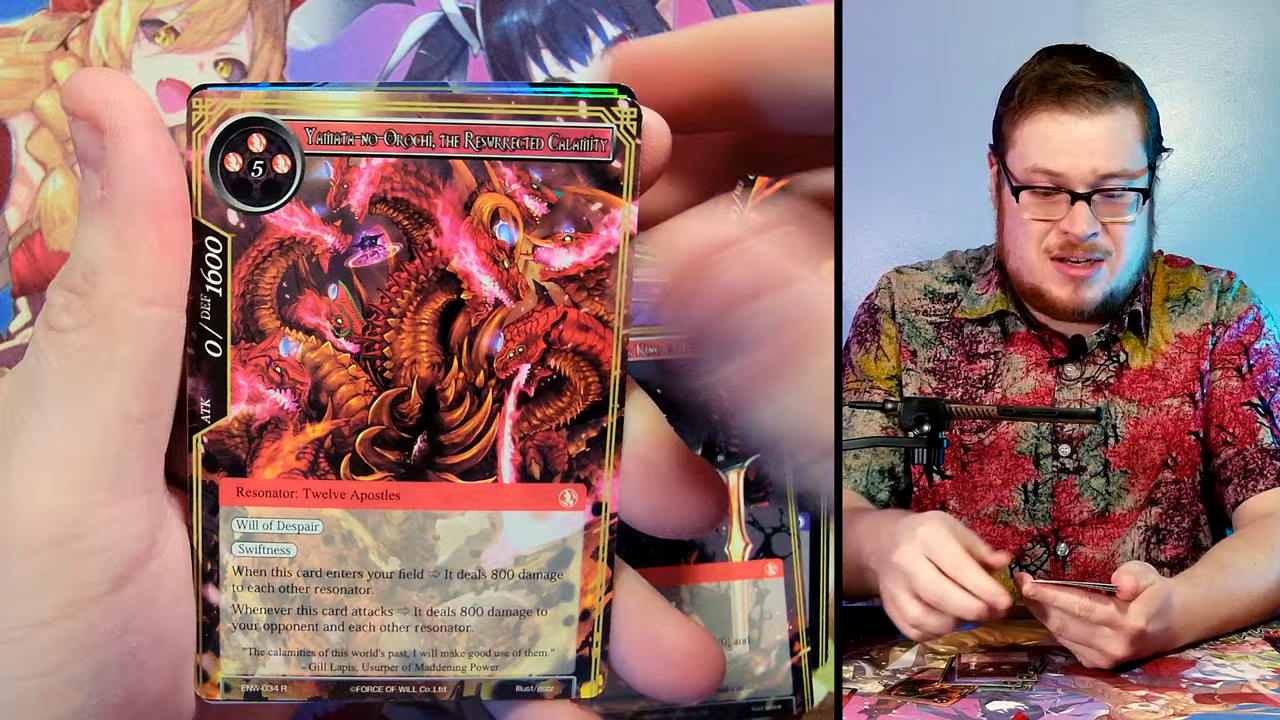 5
Yamata-no-Orochi, the Resurrected Calamity
ATK 0 / DEF 1600
Resonator: Twelve Apostles
Will of Despair
Swiftness
When this card enters your field ⇨ It deals 800 damage
to each other resonator.
Whenever this card attacks ⇨ It deals 800 damage to
your opponent and each other resonator.
"The calamities of this world's past, I will make good use of them."
- Gill Lapis, Usurper of Maddening Power
ENW-034 R ©FORCE OF WILL Co.,Ltd. Illust/gozz
and